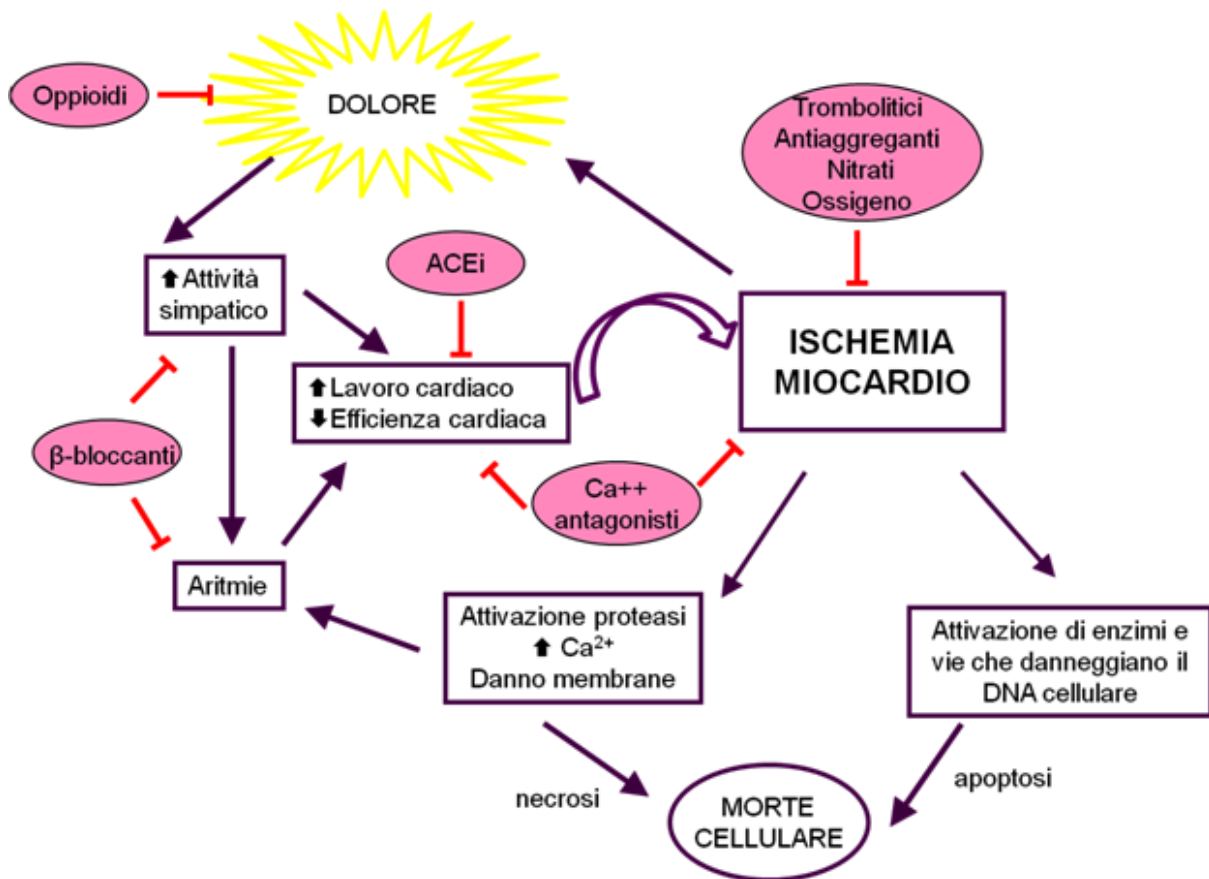 Oppioidi
DOLORE
Trombolitici
Antiaggreganti
Nitrati
Ossigeno
⬆Attività
simpatico
ACEi
⬆Lavoro cardiaco
⬇Efficienza cardiaca
ISCHEMIA
MIOCARDIO
β-bloccanti
Ca++
antagonisti
Aritmie
Attivazione proteasi
⬆ Ca²⁺
Danno membrane
Attivazione di enzimi e
vie che danneggiano il
DNA cellulare
necrosi
apoptosi
MORTE
CELLULARE